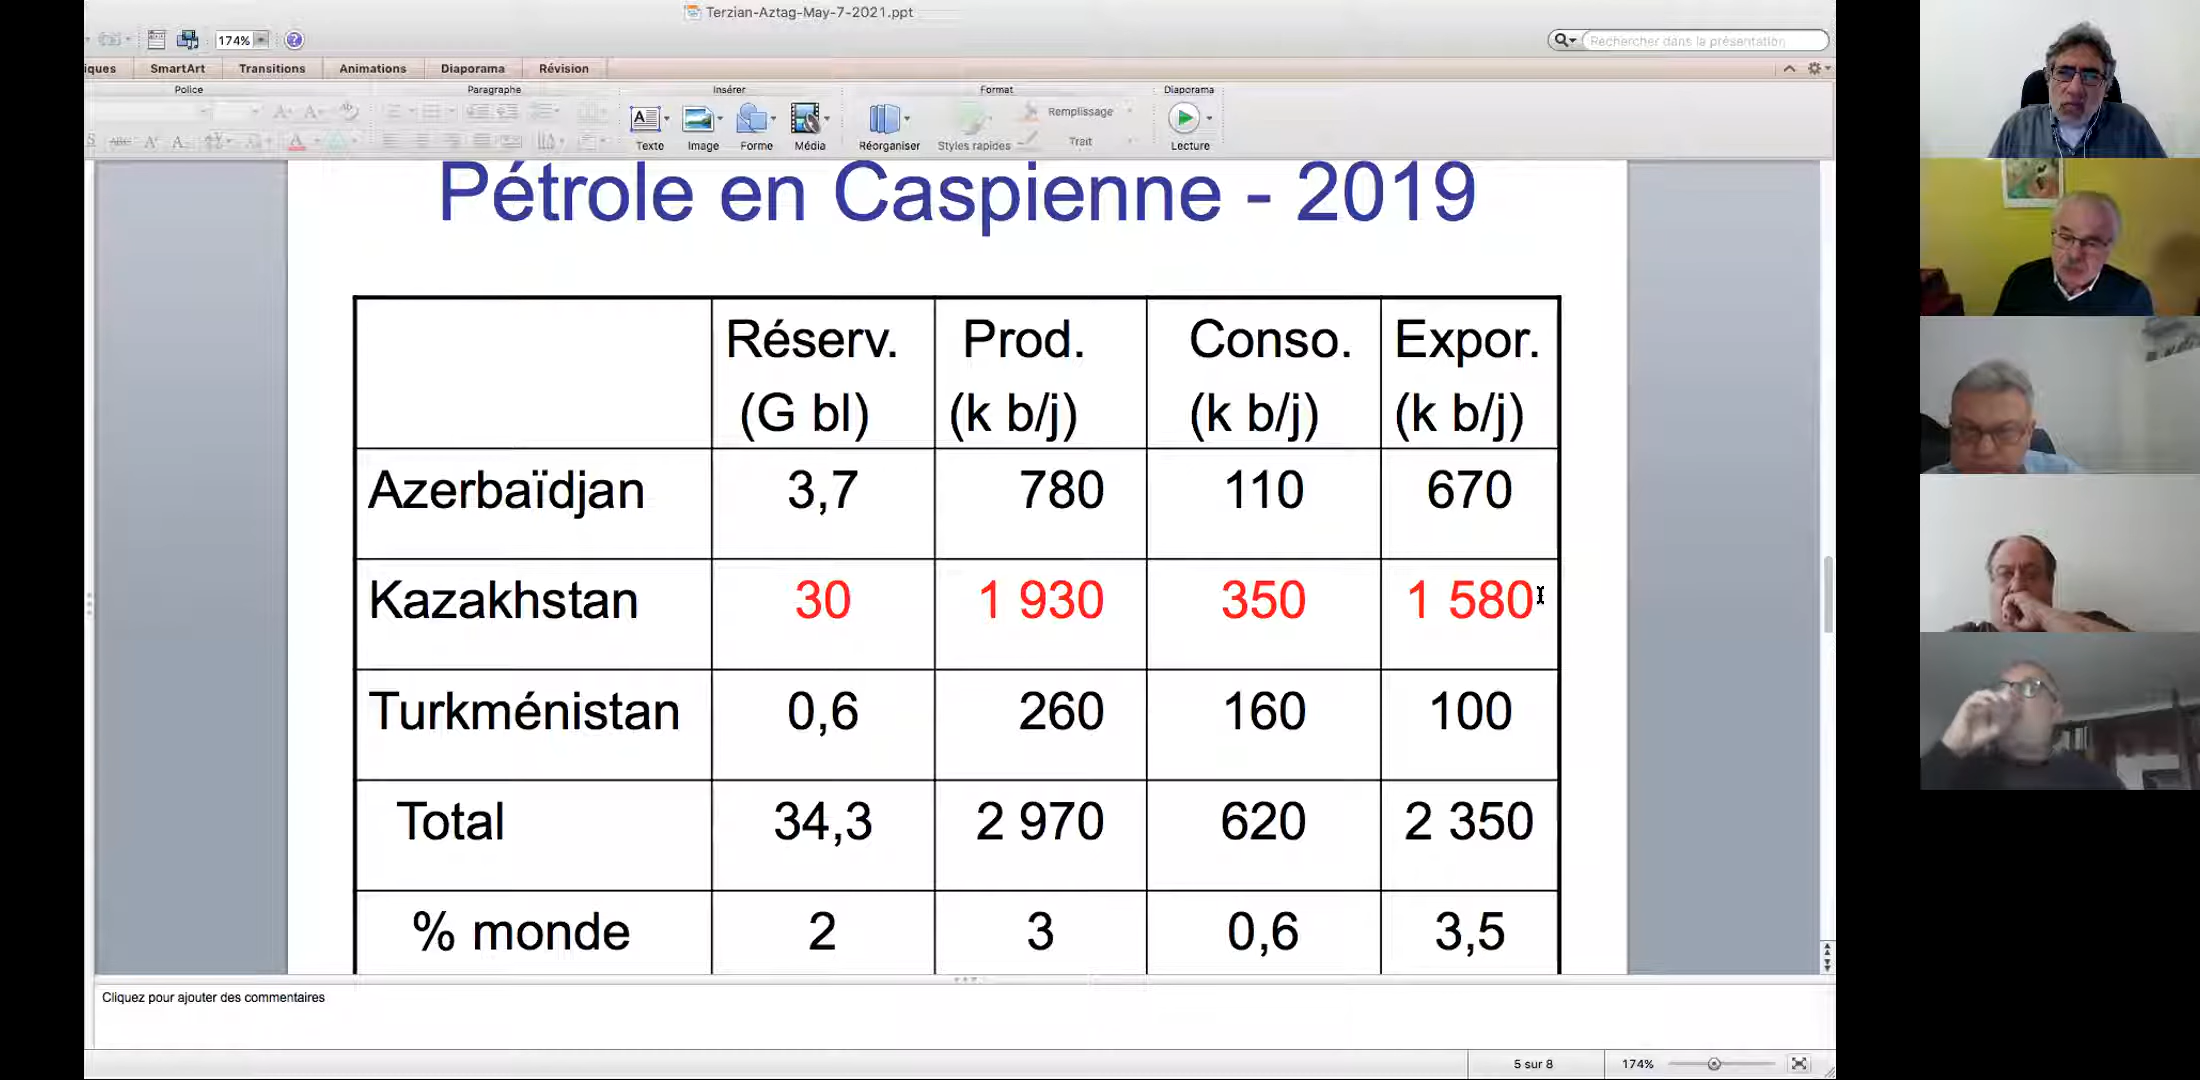 Terzian-Aztag-May-7-2021.ppt
174%
Rechercher dans la présentation
iques SmartArt Transitions Animations Diaporama Révision
Police Paragraphe Insérer Format Diaporama
Texte Image Forme Média Réorganiser Styles rapides Remplissage Trait Lecture
Pétrole en Caspienne - 2019
Réserv. Prod. Conso. Expor.
(G bl) (k b/j) (k b/j) (k b/j)
Azerbaïdjan 3,7 780 110 670
Kazakhstan 30 1 930 350 1 580
Turkménistan 0,6 260 160 100
Total 34,3 2 970 620 2 350
% monde 2 3 0,6 3,5
Cliquez pour ajouter des commentaires
5 sur 8 174%